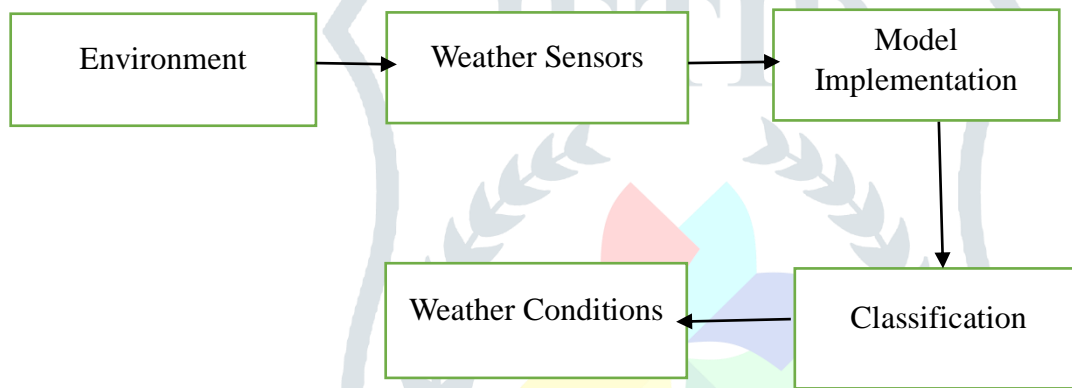 Environment
Weather Sensors
Model
Implementation
Weather Conditions
Classification